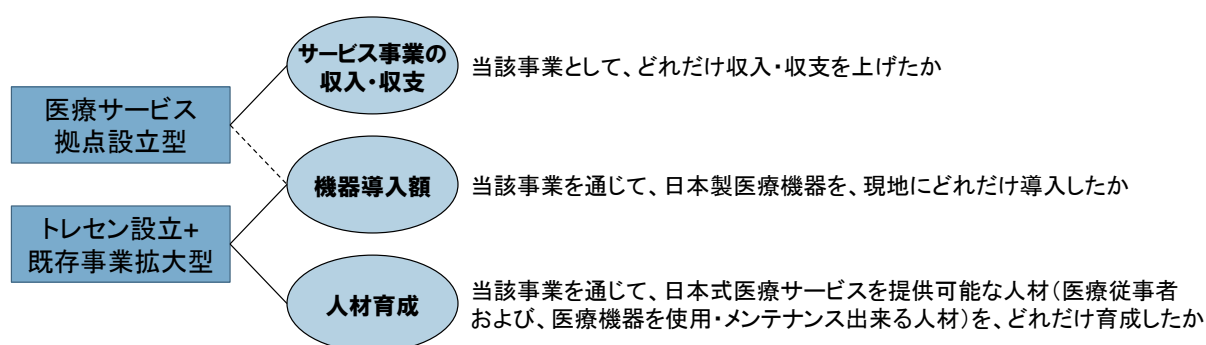 サービス事業の
収入・収支
当該事業として、どれだけ収入・収支を上げたか
医療サービス
拠点設立型
機器導入額
当該事業を通じて、日本製医療機器を、現地にどれだけ導入したか
トレセン設立+
既存事業拡大型
人材育成
当該事業を通じて、日本式医療サービスを提供可能な人材(医療従事者
および、医療機器を使用・メンテナンス出来る人材)を、どれだけ育成したか